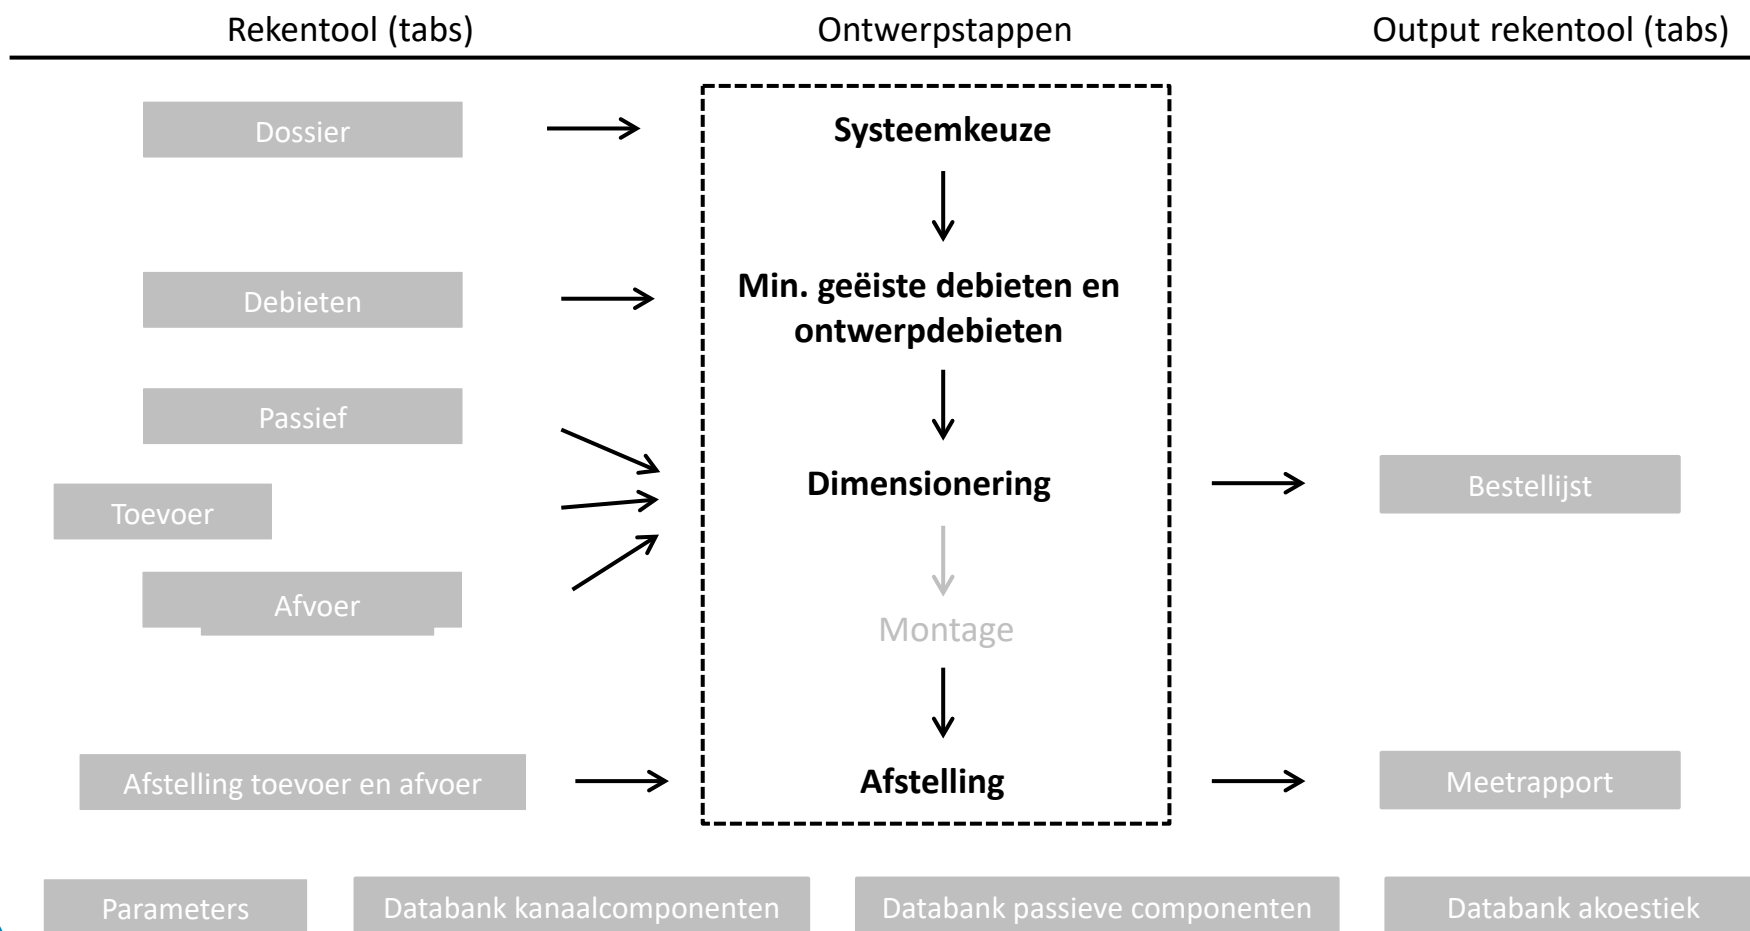 Rekentool (tabs)
Ontwerpstappen
Output rekentool (tabs)
Dossier
Systeemkeuze
Debieten
Min. geëiste debieten en
ontwerpdebieten
Passief
Toevoer
Dimensionering
Bestellijst
Afvoer
Montage
Afstelling toevoer en afvoer
Afstelling
Meetrapport
Parameters
Databank kanaalcomponenten
Databank passieve componenten
Databank akoestiek